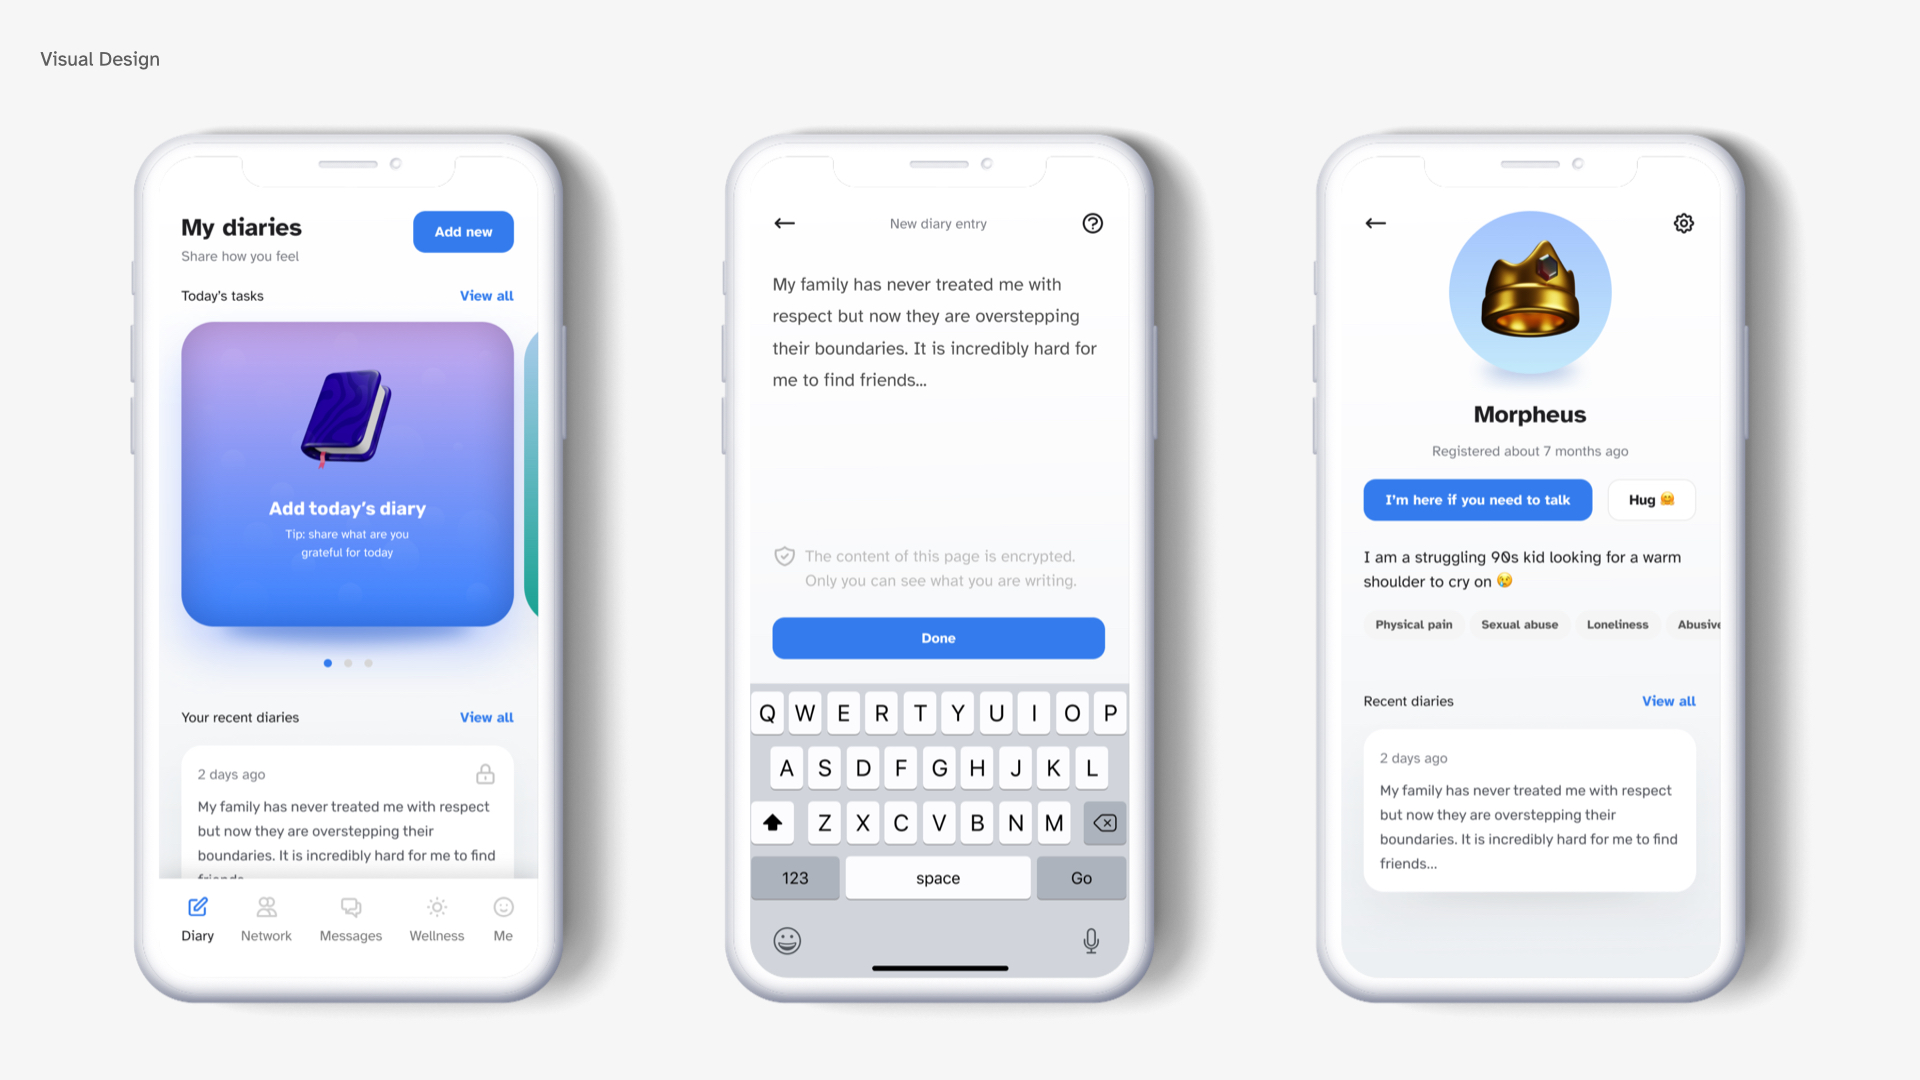 Visual Design
My diaries
Add new
Share how you feel
Today's tasks
View all
Add today's diary
Tip: share what are you
grateful for today
Your recent diaries
View all
2 days ago
My family has never treated me with respect
but now they are overstepping their
boundaries. It is incredibly hard for me to find
friends
Diary
Network
Messages
Wellness
Me
New diary entry
My family has never treated me with
respect but now they are overstepping
their boundaries. It is incredibly hard for
me to find friends...
The content of this page is encrypted.
Only you can see what you are writing.
Done
Q W E R T Y U I O P
A S D F G H J K L
Z X C V B N M
123
space
Go
Morpheus
Registered about 7 months ago
I'm here if you need to talk
Hug 🤗
I am a struggling 90s kid looking for a warm
shoulder to cry on 😢
Physical pain
Sexual abuse
Loneliness
Abusive
Recent diaries
View all
2 days ago
My family has never treated me with respect
but now they are overstepping their
boundaries. It is incredibly hard for me to find
friends...